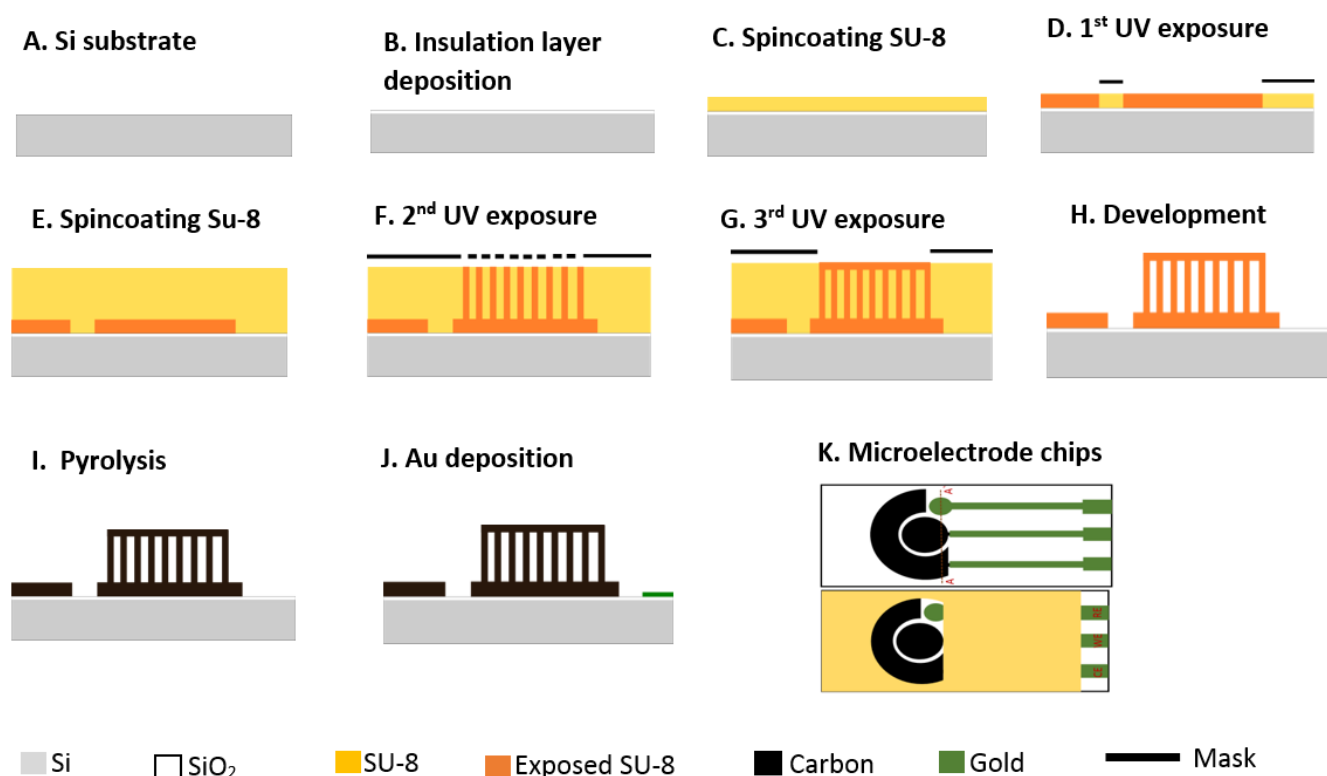 A. Si substrate
B. Insulation layer
deposition
C. Spincoating SU-8
D. 1st UV exposure
E. Spincoating Su-8
F. 2nd UV exposure
G. 3rd UV exposure
H. Development
I. Pyrolysis
J. Au deposition
K. Microelectrode chips
A'
A
RE
WE
CE
Si
SiO2
SU-8
Exposed SU-8
Carbon
Gold
Mask